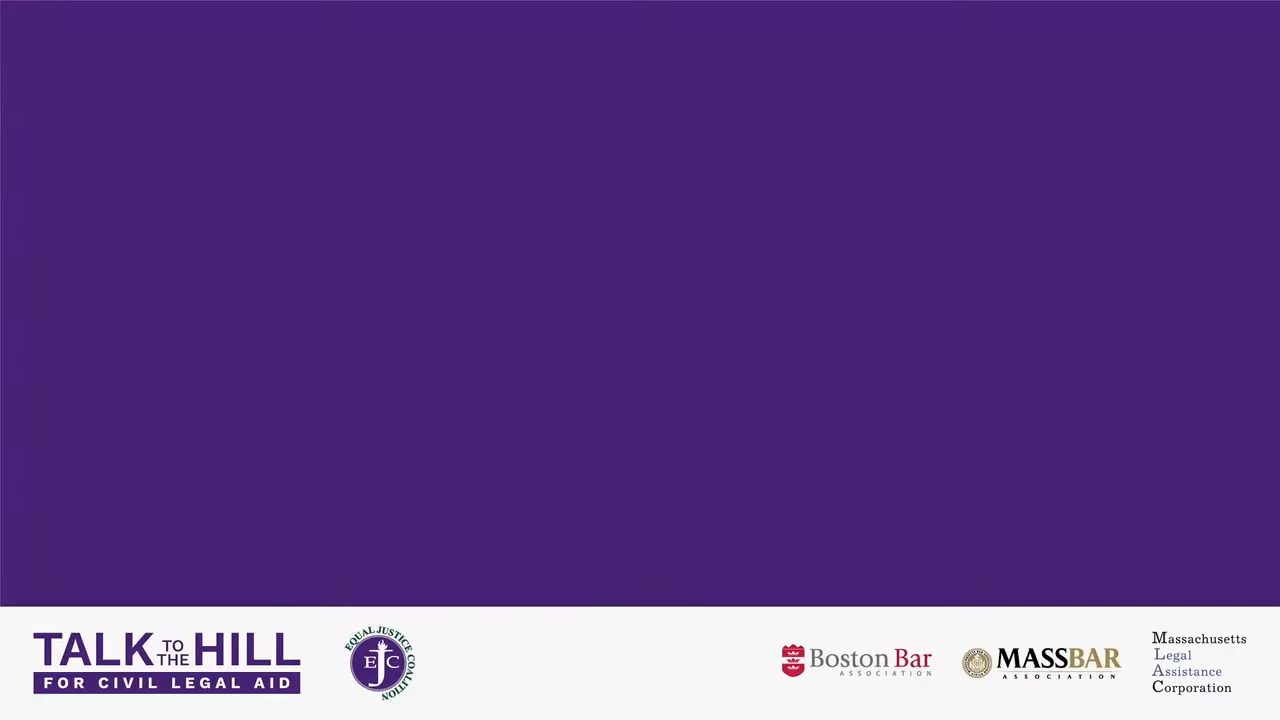 TALK TO THE HILL
FOR CIVIL LEGAL AID
EQUAL JUSTICE COALITION
EJC
Boston Bar
ASSOCIATION
MASSBAR
ASSOCIATION
Massachusetts
Legal
Assistance
Corporation